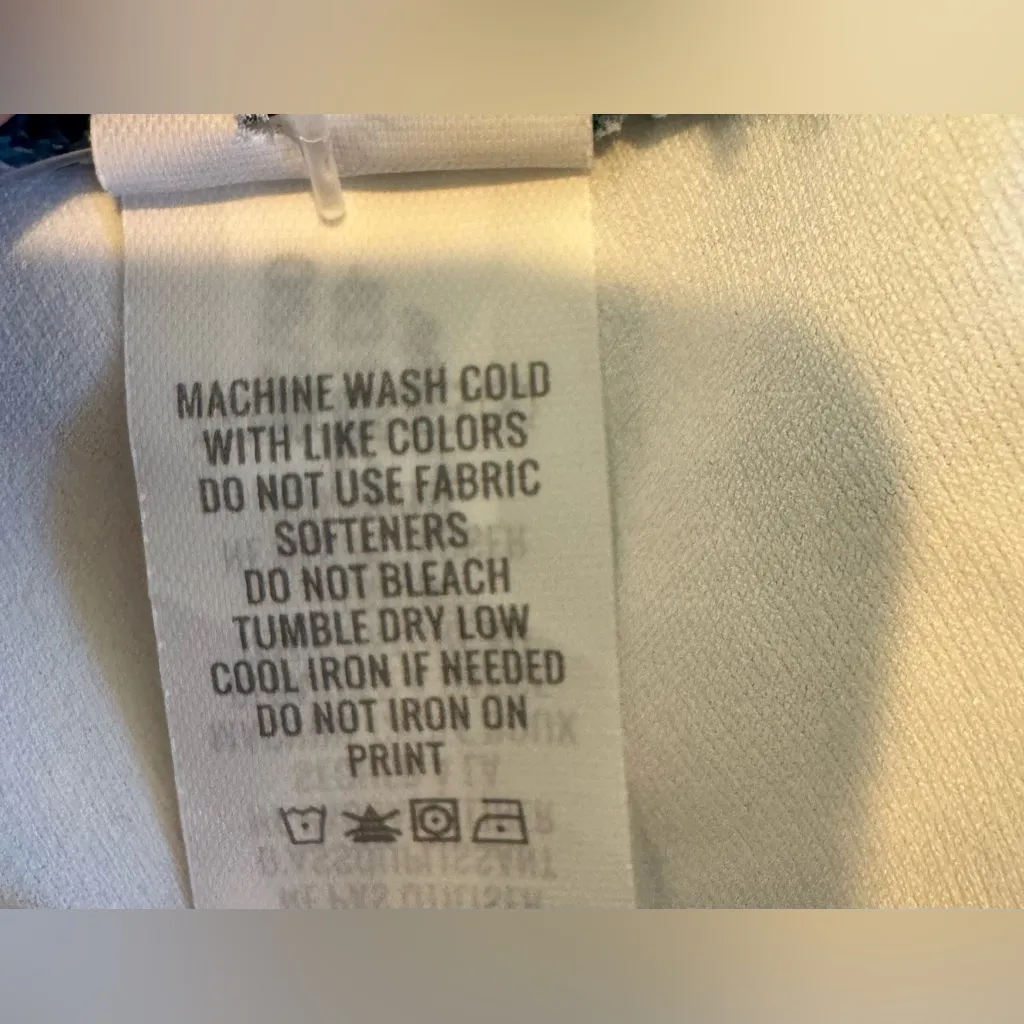 MACHINE WASH COLD
WITH LIKE COLORS
DO NOT USE FABRIC
SOFTENERS
DO NOT BLEACH
TUMBLE DRY LOW
COOL IRON IF NEEDED
DO NOT IRON ON
PRINT